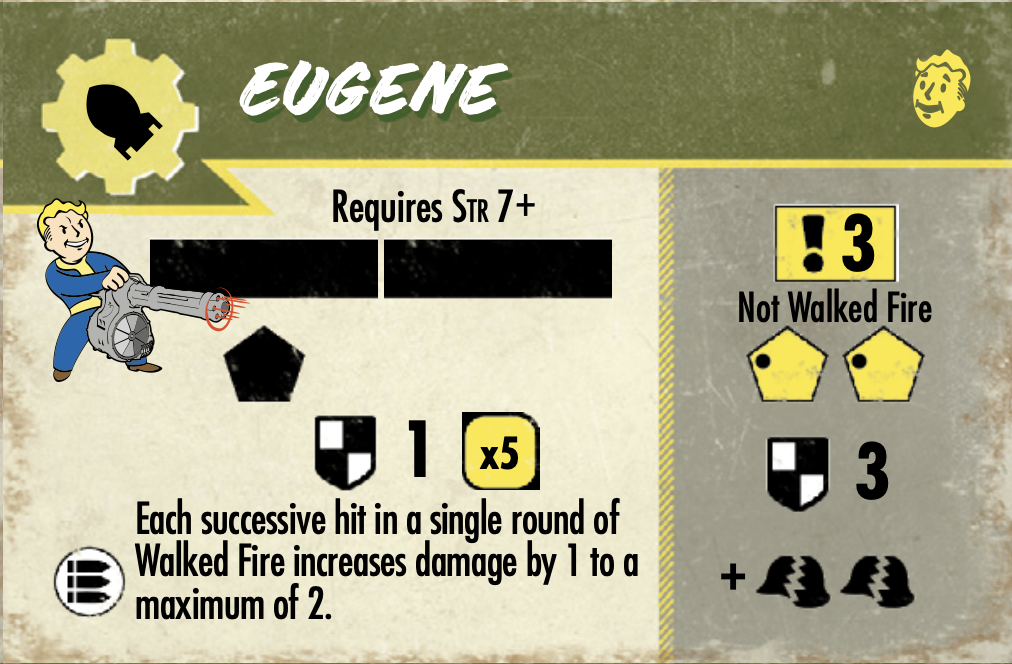 EUGENE
Requires STR 7+
1 x5
Each successive hit in a single round of
Walked Fire increases damage by 1 to a
maximum of 2.
! 3
Not Walked Fire
3
+